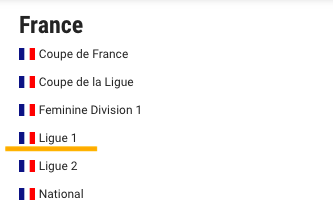 France
Coupe de France
Coupe de la Ligue
Feminine Division 1
Ligue 1
Ligue 2
National